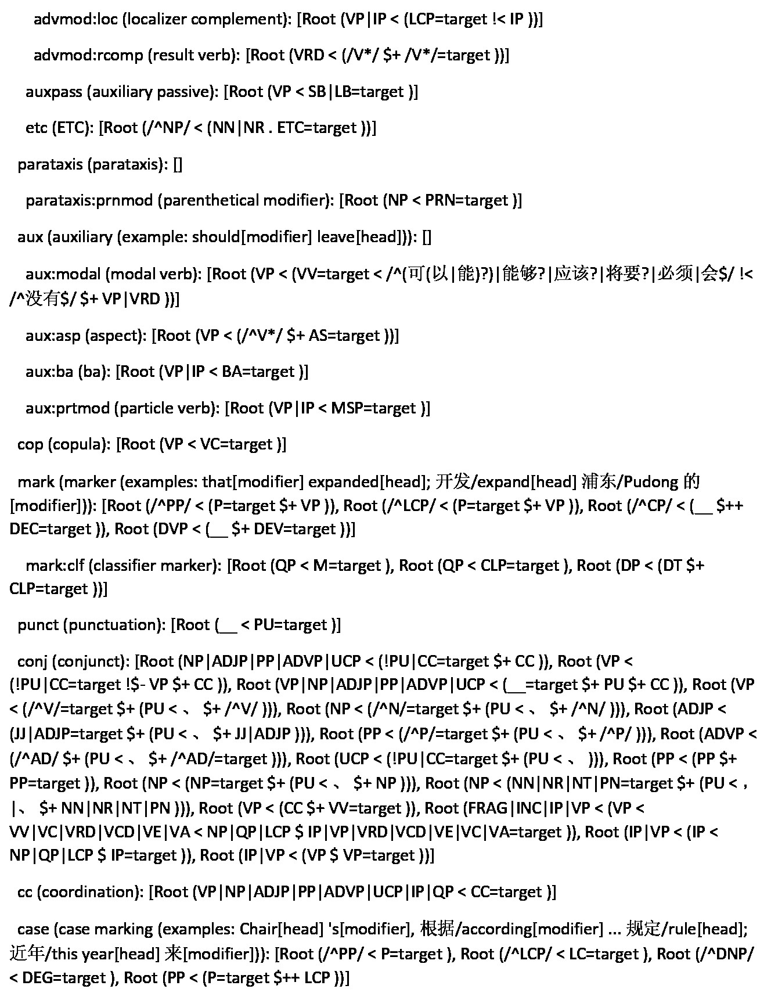 advmod:loc (localizer complement): [Root (VP|IP < (LCP=target !< IP ))]
advmod:rcomp (result verb): [Root (VRD < (/V*/ $+ /V*/=target ))]
auxpass (auxiliary passive): [Root (VP < SB|LB=target )]
etc (ETC): [Root (/^NP/ < (NN|NR . ETC=target ))]
parataxis (parataxis): []
parataxis:prnmod (parenthetical modifier): [Root (NP < PRN=target )]
aux (auxiliary (example: should[modifier] leave[head])): []
aux:modal (modal verb): [Root (VP < (VV=target < /^(可(以|能)?)|能够?|应该?|将要?|必须|会$/ !<
/^没有$/ $+ VP|VRD ))]
aux:asp (aspect): [Root (VP < (/^V*/ $+ AS=target ))]
aux:ba (ba): [Root (VP|IP < BA=target )]
aux:prtmod (particle verb): [Root (VP|IP < MSP=target )]
cop (copula): [Root (VP < VC=target )]
mark (marker (examples: that[modifier] expanded[head]; 开发/expand[head] 浦东/Pudong 的
[modifier])): [Root (/^PP/ < (P=target $+ VP )), Root (/^LCP/ < (P=target $+ VP )), Root (/^CP/ < (__ $++
DEC=target )), Root (DVP < (__ $+ DEV=target ))]
mark:clf (classifier marker): [Root (QP < M=target ), Root (QP < CLP=target ), Root (DP < (DT $+
CLP=target ))]
punct (punctuation): [Root (__ < PU=target )]
conj (conjunct): [Root (NP|ADJP|PP|ADVP|UCP < (!PU|CC=target $+ CC )), Root (VP <
(!PU|CC=target !$- VP $+ CC )), Root (VP|NP|ADJP|PP|ADVP|UCP < (__=target $+ PU $+ CC )), Root (VP
< (/^V/=target $+ (PU < 、 $+ /^V/ ))), Root (NP < (/^N/=target $+ (PU < 、 $+ /^N/ ))), Root (ADJP <
(JJ|ADJP=target $+ (PU < 、 $+ JJ|ADJP ))), Root (PP < (/^P/=target $+ (PU < 、 $+ /^P/ ))), Root (ADVP <
(/^AD/ $+ (PU < 、 $+ /^AD/=target ))), Root (UCP < (!PU|CC=target $+ (PU < 、 ))), Root (PP < (PP $+
PP=target )), Root (NP < (NP=target $+ (PU < 、 $+ NP ))), Root (NP < (NN|NR|NT|PN=target $+ (PU < ，
|、 $+ NN|NR|NT|PN ))), Root (VP < (CC $+ VV=target )), Root (FRAG|INC|IP|VP < (VP <
VV|VC|VRD|VCD|VE|VA < NP|QP|LCP $ IP|VP|VRD|VCD|VE|VC|VA=target )), Root (IP|VP < (IP <
NP|QP|LCP $ IP=target )), Root (IP|VP < (VP $ VP=target ))]
cc (coordination): [Root (VP|NP|ADJP|PP|ADVP|UCP|IP|QP < CC=target )]
case (case marking (examples: Chair[head] 's[modifier], 根据/according[modifier] ... 规定/rule[head];
近年/this year[head] 来[modifier])): [Root (/^PP/ < P=target ), Root (/^LCP/ < LC=target ), Root (/^DNP/
< DEG=target ), Root (PP < (P=target $++ LCP ))]